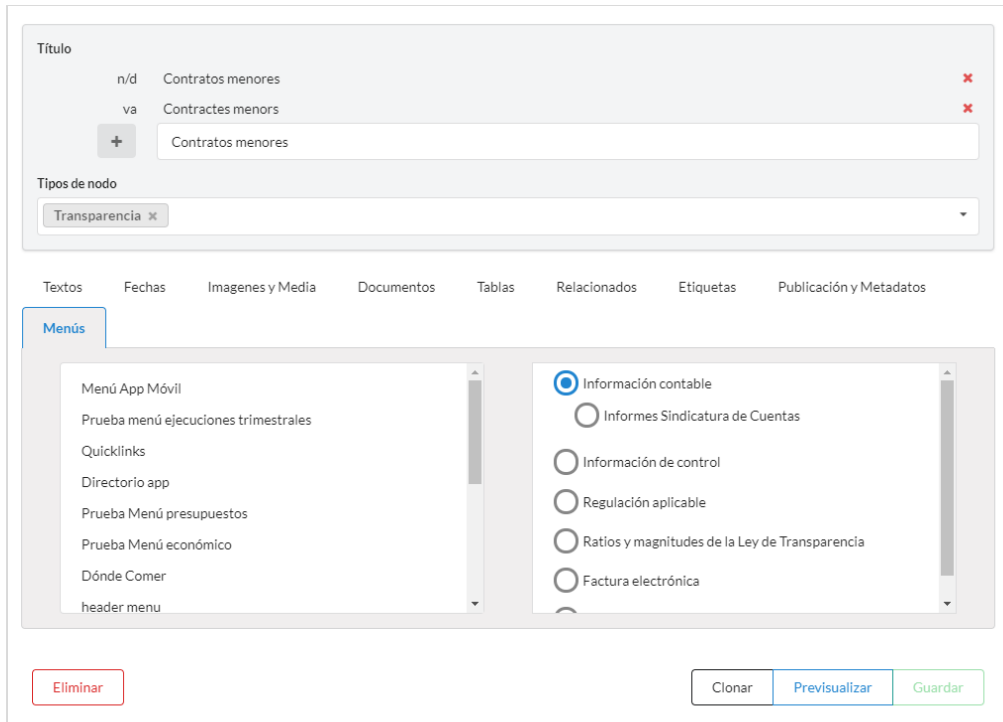 Título
n/d Contratos menores
va Contractes menors
+ Contratos menores
Tipos de nodo
Transparencia ×
Textos Fechas Imagenes y Media Documentos Tablas Relacionados Etiquetas Publicación y Metadatos
Menús
Menú App Móvil
Prueba menú ejecuciones trimestrales
Quicklinks
Directorio app
Prueba Menú presupuestos
Prueba Menú económico
Dónde Comer
header menu
Información contable
Informes Sindicatura de Cuentas
Información de control
Regulación aplicable
Ratios y magnitudes de la Ley de Transparencia
Factura electrónica
Eliminar Clonar Previsualizar Guardar